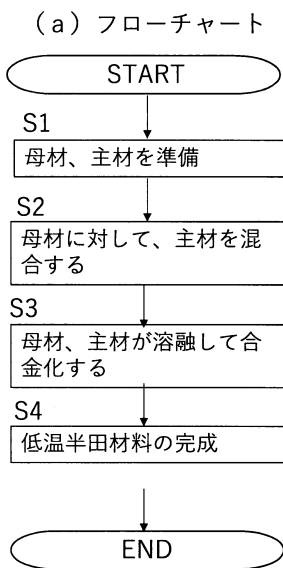 (a) フローチャート
START
S1
母材、主材を準備
S2
母材に対して、主材を混
合する
S3
母材、主材が溶融して合
金化する
S4
低温半田材料の完成
END